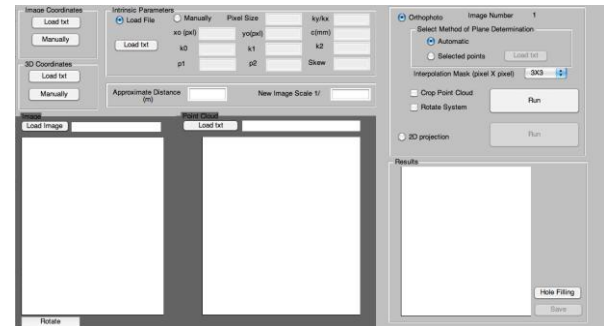 Image Coordinates
Load txt
Manually
3D Coordinates
Load txt
Manually
Intrinsic Parameters
Load File
Manually
Pixel Size
ky/kx
xo (pxl)
yo(pxl)
c(mm)
Load txt
k0
k1
k2
p1
p2
Skew
Approximate Distance
(m)
New Image Scale 1/
Image
Load Image
Point Cloud
Load txt
Rotate
Orthophoto
Image Number
1
Select Method of Plane Determination
Automatic
Selected points
Load txt
Interpolation Mask (pixel X pixel)
3X3
Crop Point Cloud
Rotate System
Run
2D projection
Run
Results
Hole Filling
Save